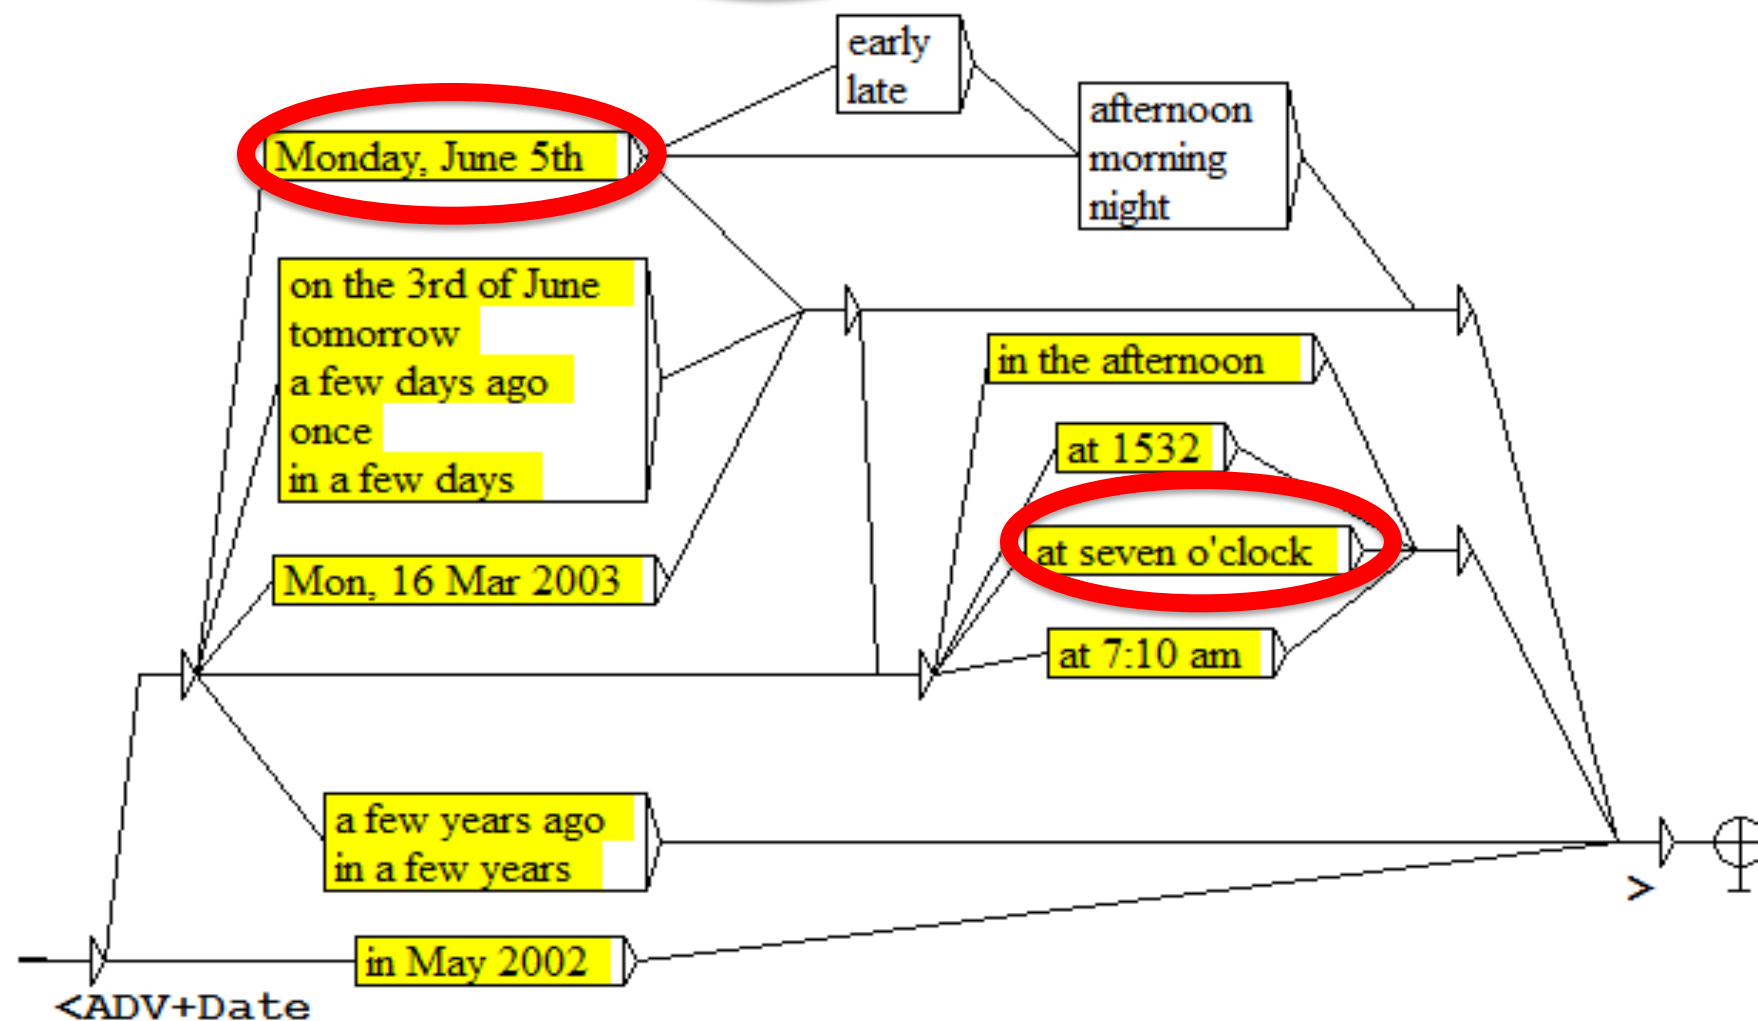 early
late
afternoon
morning
night
Monday, June 5th
on the 3rd of June
tomorrow
a few days ago
once
in a few days
in the afternoon
at 1532
at seven o'clock
Mon, 16 Mar 2003
at 7:10 am
a few years ago
in a few years
>
in May 2002
<ADV+Date